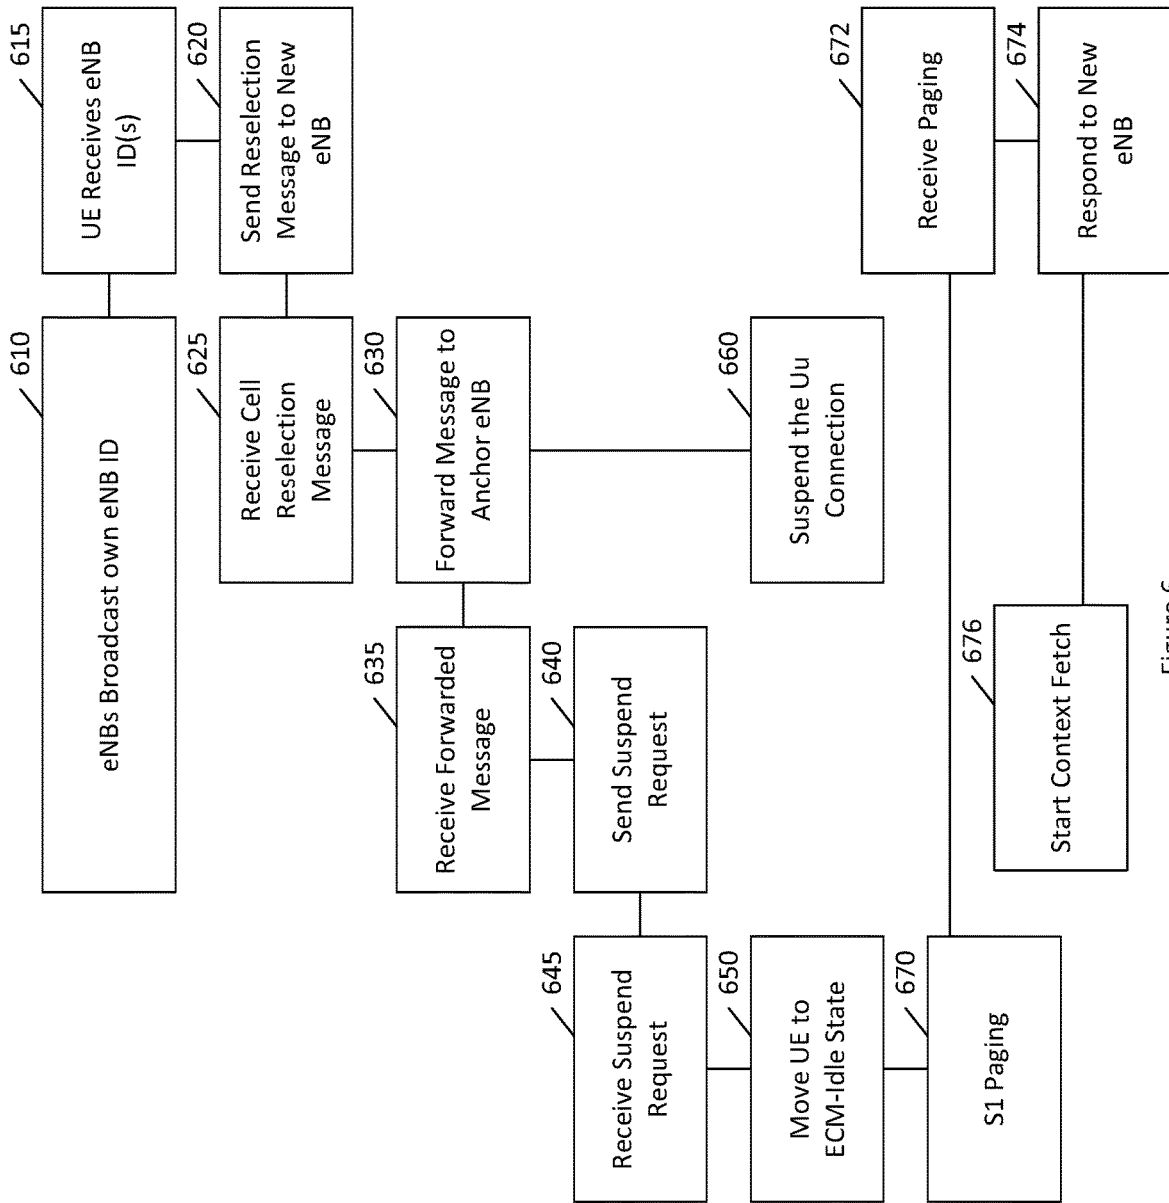 610
eNBs Broadcast own eNB ID
615
UE Receives eNB
ID(s)
620
Send Reselection
Message to New
eNB
625
Receive Cell
Reselection
Message
630
Forward Message to
Anchor eNB
635
Receive Forwarded
Message
640
Send Suspend
Request
645
Receive Suspend
Request
650
Move UE to
ECM-Idle State
660
Suspend the Uu
Connection
670
S1 Paging
672
Receive Paging
674
Respond to New
eNB
676
Start Context Fetch
Figure 6